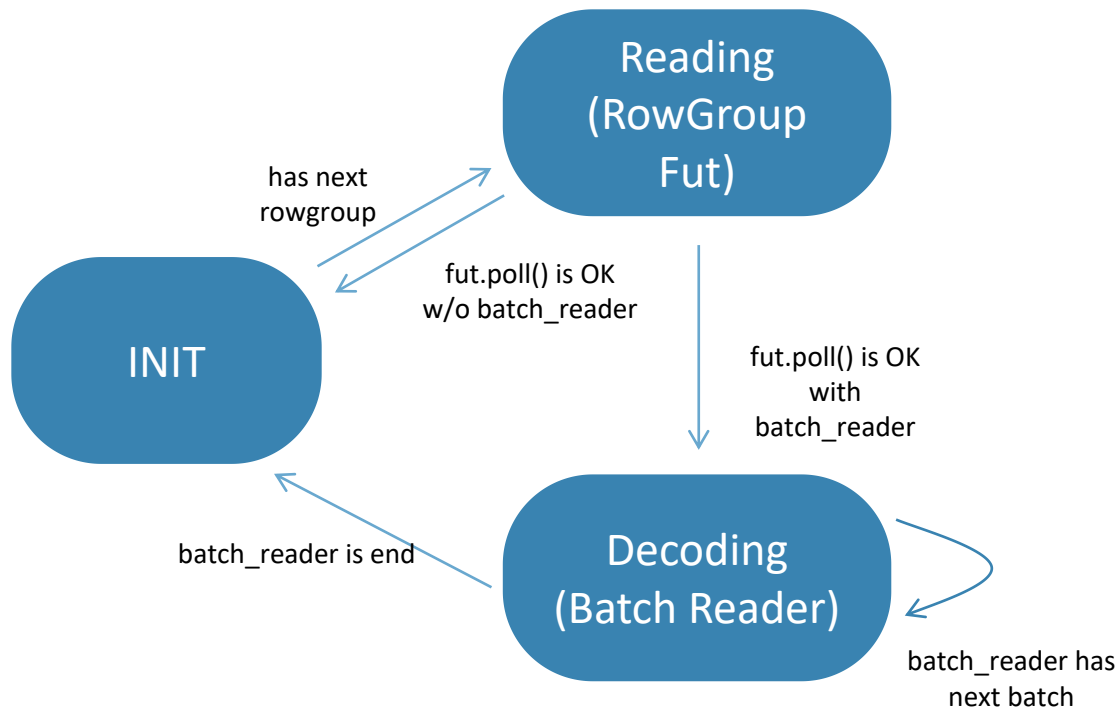 Reading
(RowGroup
Fut)
has next
rowgroup
fut.poll() is OK
w/o batch_reader
INIT
fut.poll() is OK
with
batch_reader
batch_reader is end
Decoding
(Batch Reader)
batch_reader has
next batch